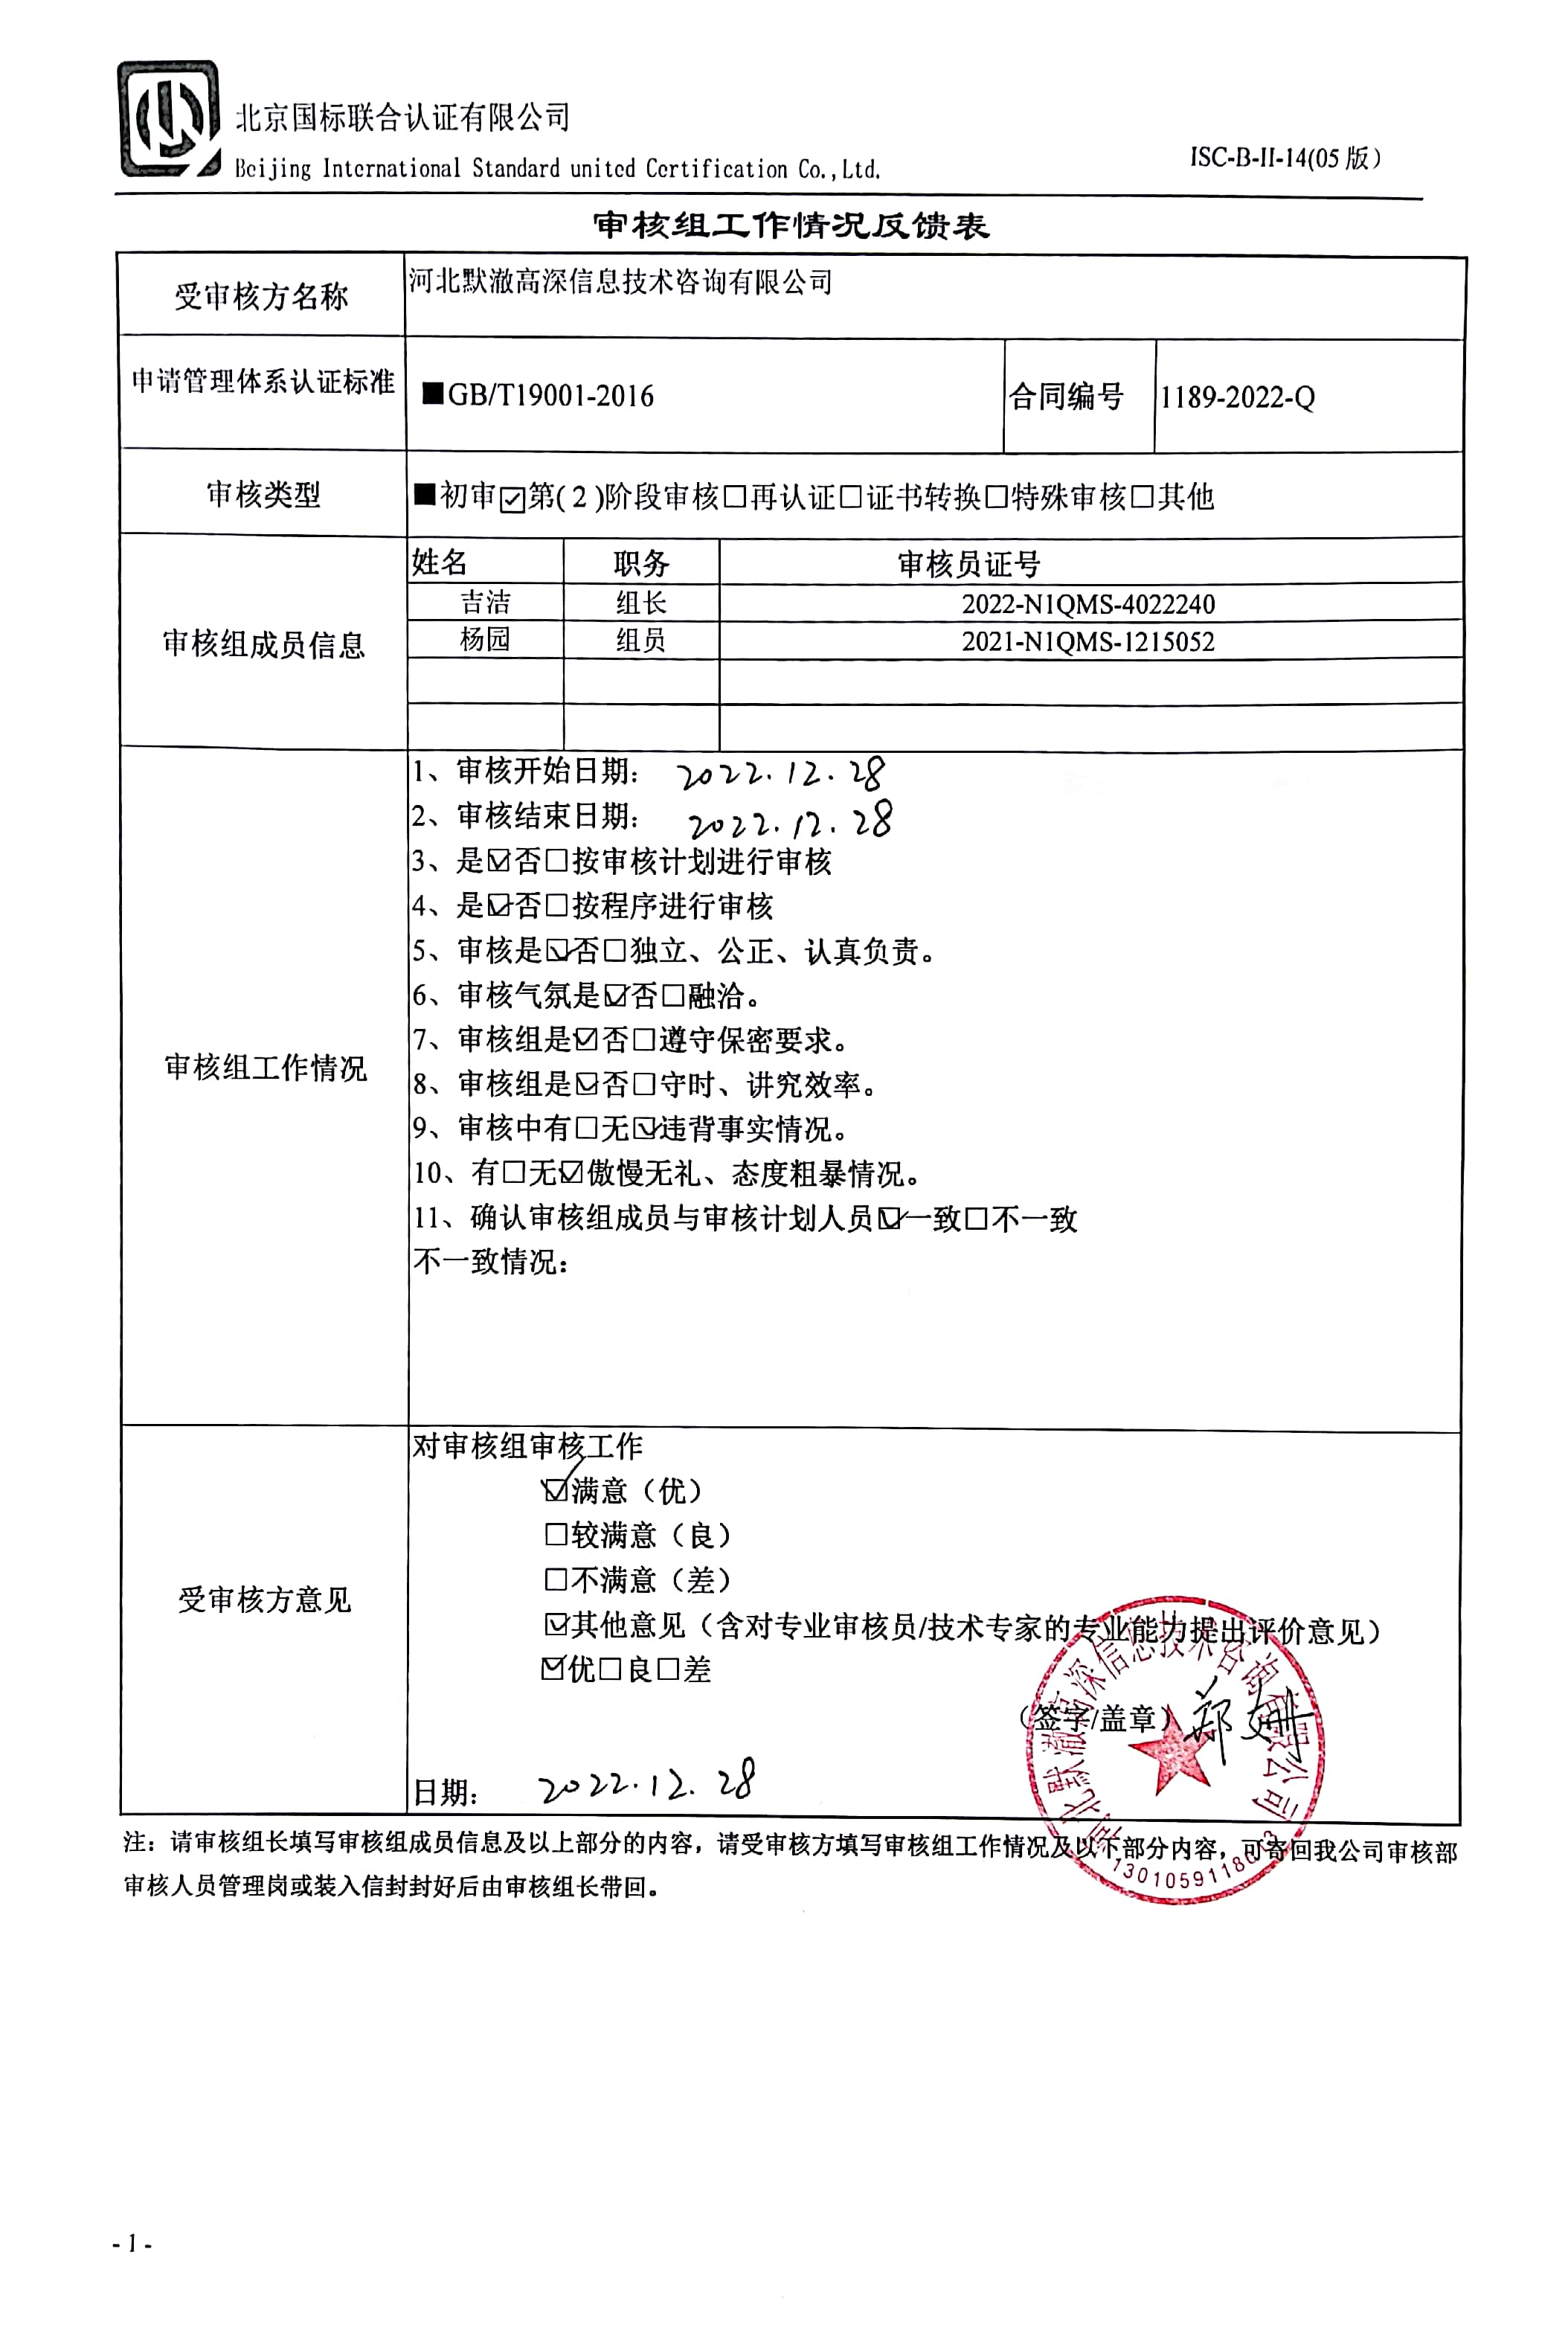 北京国标联合认证有限公司
Beijing International Standard united Certification Co.,Ltd.
ISC-B-II-14(05版)
审核组工作情况反馈表
受审核方名称 河北默澈高深信息技术咨询有限公司
申请管理体系认证标准 ■GB/T19001-2016 合同编号 1189-2022-Q
审核类型 ■初审☑第(2)阶段审核□再认证□证书转换□特殊审核□其他
审核组成员信息
姓名 职务 审核员证号
吉洁 组长 2022-N1QMS-4022240
杨园 组员 2021-N1QMS-1215052
审核组工作情况
1、审核开始日期： 2022.12.28
2、审核结束日期： 2022.12.28
3、是☑否□按审核计划进行审核
4、是☑否□按程序进行审核
5、审核是☑否□独立、公正、认真负责。
6、审核气氛是☑否□融洽。
7、审核组是☑否□遵守保密要求。
8、审核组是☑否□守时、讲究效率。
9、审核中有□无☑违背事实情况。
10、有□无☑傲慢无礼、态度粗暴情况。
11、确认审核组成员与审核计划人员☑一致□不一致
不一致情况：
受审核方意见
对审核组审核工作
☑满意（优）
□较满意（良）
□不满意（差）
☑其他意见（含对专业审核员/技术专家的专业能力提出评价意见）
☑优□良□差
（签字/盖章）郑姗
河北默澈高深信息技术咨询有限公司
日期： 2022.12.28
注：请审核组长填写审核组成员信息及以上部分的内容，请受审核方填写审核组工作情况及以下部分内容，可寄回我公司审核部
审核人员管理岗或装入信封封好后由审核组长带回。
-1-